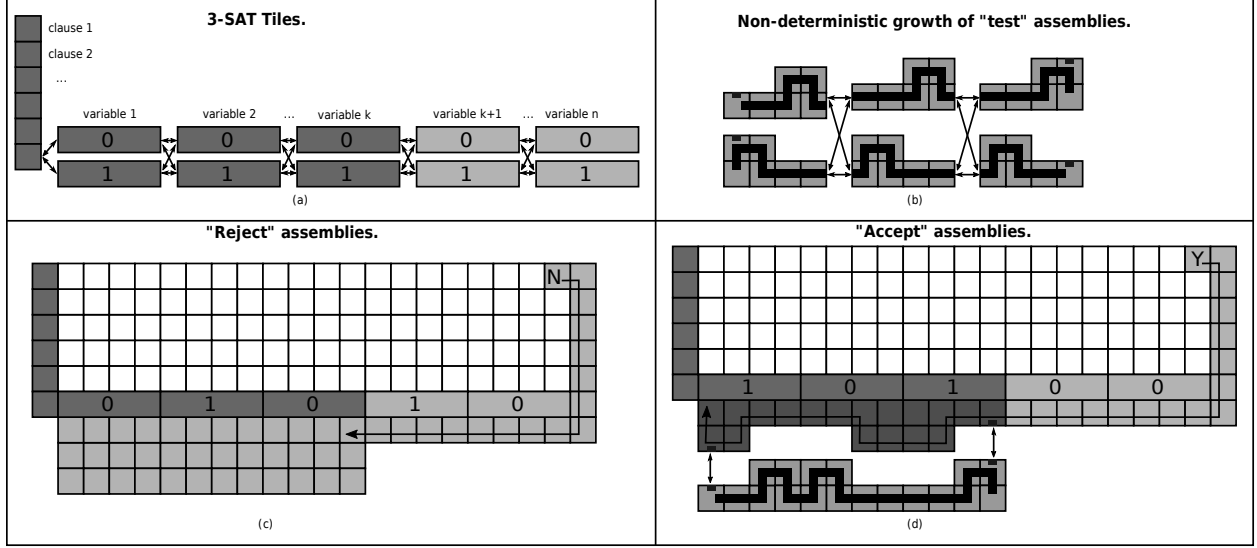 3-SAT Tiles.
clause 1
clause 2
...
variable 1 variable 2 ... variable k variable k+1 ... variable n
0 0 0 0 0
1 1 1 1 1
(a)
Non-deterministic growth of "test" assemblies.
(b)
"Reject" assemblies.
N
0 1 0 1 0
(c)
"Accept" assemblies.
Y
1 0 1 0 0
(d)